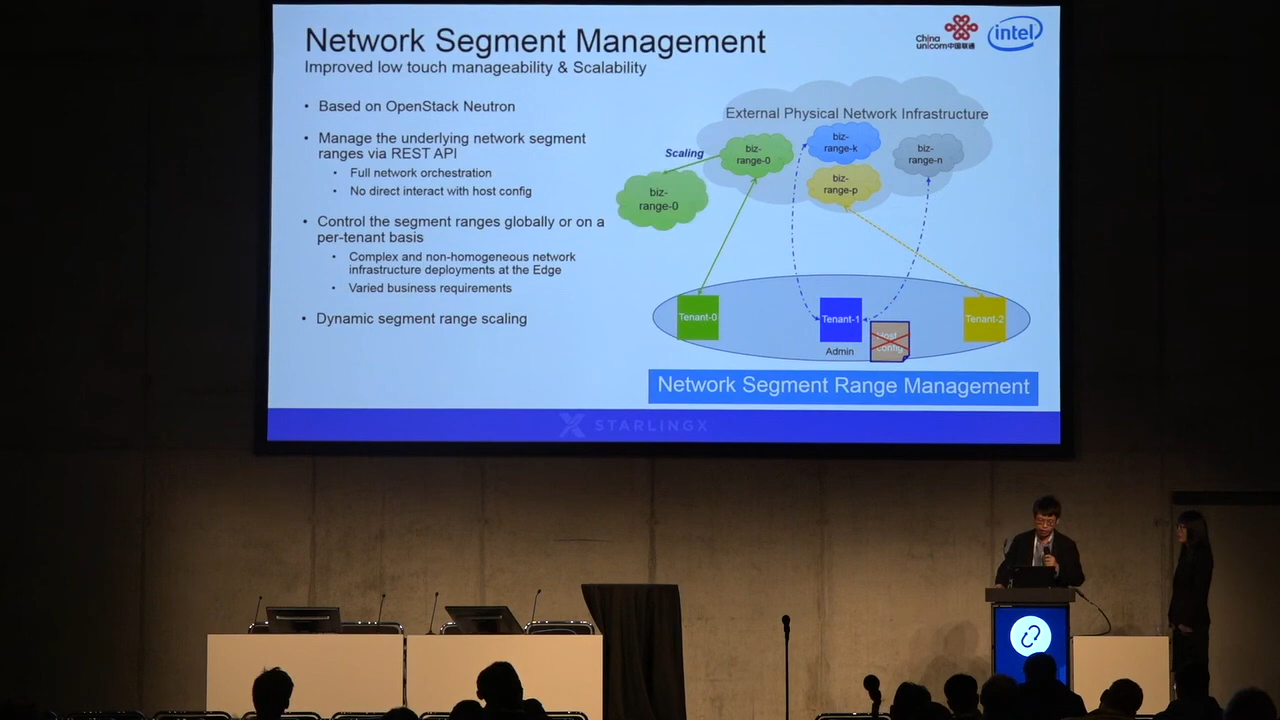 Network Segment Management
Improved low touch manageability & Scalability
China
unicom中国联通
intel
• Based on OpenStack Neutron
• Manage the underlying network segment
ranges via REST API
• Full network orchestration
• No direct interact with host config
• Control the segment ranges globally or on a
per-tenant basis
• Complex and non-homogeneous network
infrastructure deployments at the Edge
• Varied business requirements
• Dynamic segment range scaling
External Physical Network Infrastructure
Scaling
biz-
range-0
biz-
range-0
biz-
range-k
biz-
range-p
biz-
range-n
Tenant-0
Tenant-1
Admin
Host
config
Tenant-2
Network Segment Range Management
STARLINGX